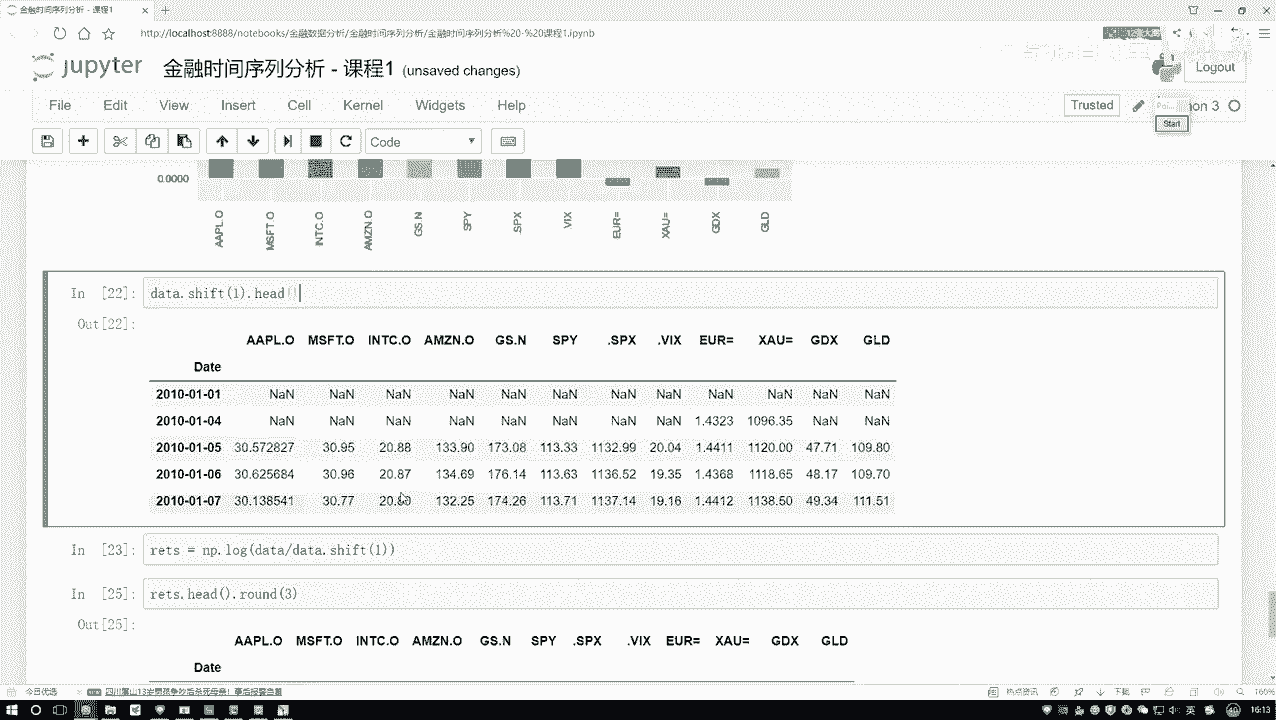 金融时间序列分析 - 课程1
http://localhost:8888/notebooks/金融数据分析/金融时间序列分析/金融时间序列分析%20-%20课程1.ipynb
jupyter 金融时间序列分析 - 课程1 (unsaved changes)
Logout
File Edit View Insert Cell Kernel Widgets Help
Trusted
on 3
Start
Code
0.0000
AAPL.O MSFT.O INTC.O AMZN.O GS.N SPY .SPX .VIX EUR= XAU= GDX GLD
In [22]: data.shift(1).head()
Out[22]:
AAPL.O MSFT.O INTC.O AMZN.O GS.N SPY .SPX .VIX EUR= XAU= GDX GLD
Date
2010-01-01 NaN NaN NaN NaN NaN NaN NaN NaN NaN NaN NaN NaN
2010-01-04 NaN NaN NaN NaN NaN NaN NaN NaN 1.4323 1096.35 NaN NaN
2010-01-05 30.572827 30.95 20.88 133.90 173.08 113.33 1132.99 20.04 1.4411 1120.00 47.71 109.80
2010-01-06 30.625684 30.96 20.87 134.69 176.14 113.63 1136.52 19.35 1.4368 1118.65 48.17 109.70
2010-01-07 30.138541 30.77 132.25 174.26 113.71 1137.14 19.16 1.4412 1138.50 49.34 111.51
In [23]: rets = np.log(data/data.shift(1))
In [25]: rets.head().round(3)
Out[25]:
AAPL.O MSFT.O INTC.O AMZN.O GS.N SPY .SPX .VIX EUR= XAU= GDX GLD
Date
今日优选
热点资讯
下载
160%
英
16:13